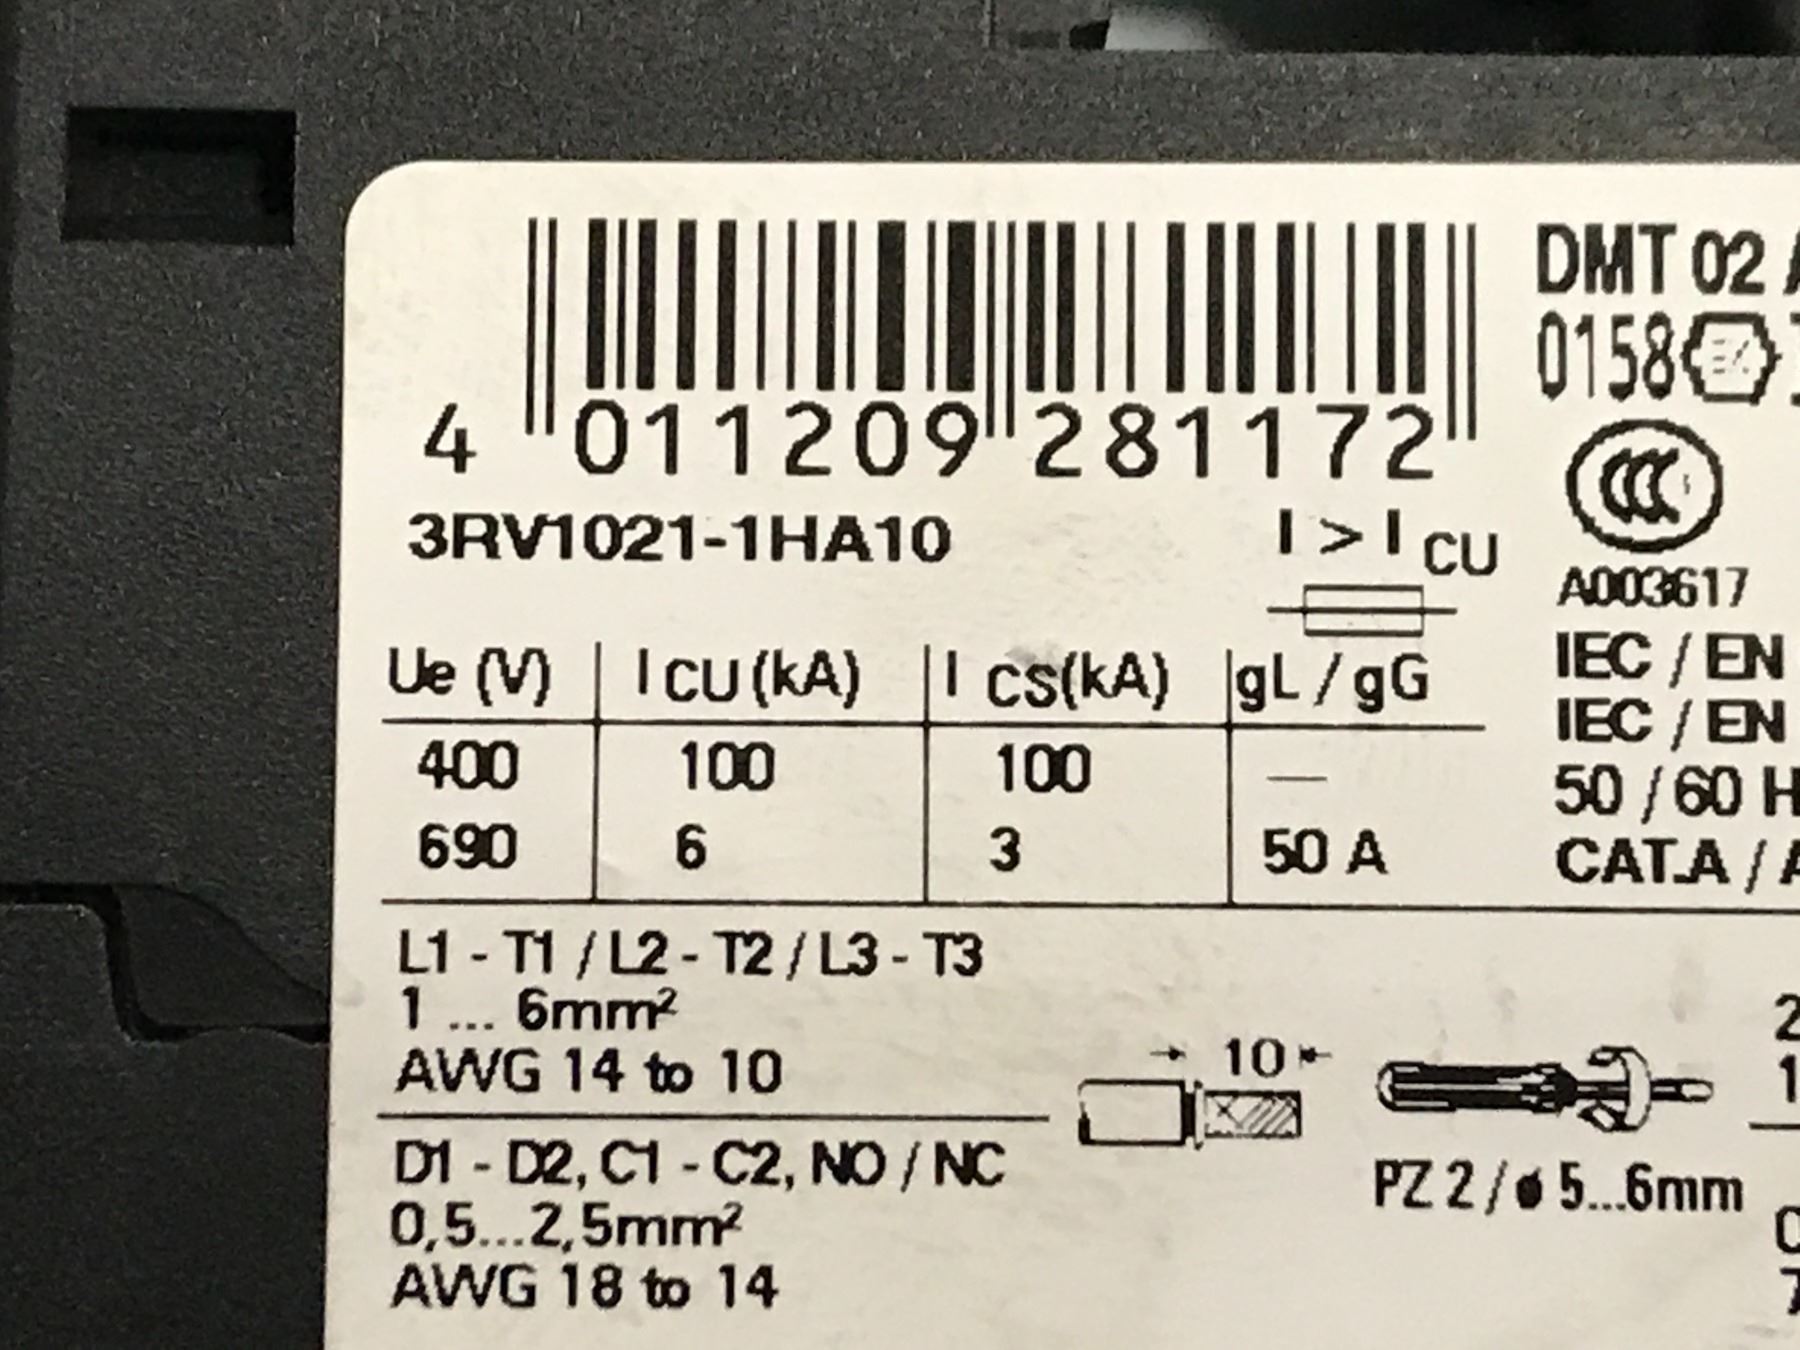 4 011209 281172
DMT 02
0158
CCC
A003617
3RV1021-1HA10
I > I CU
Ue (V) I CU (kA) I CS (kA) gL / gG
400 100 100 —
690 6 3 50 A
IEC / EN
IEC / EN
50 / 60 H
CAT.A / A
L1 - T1 / L2 - T2 / L3 - T3
1 ... 6mm²
AWG 14 to 10
10
PZ 2 / ø 5...6mm
D1 - D2, C1 - C2, NO / NC
0,5...2,5mm²
AWG 18 to 14